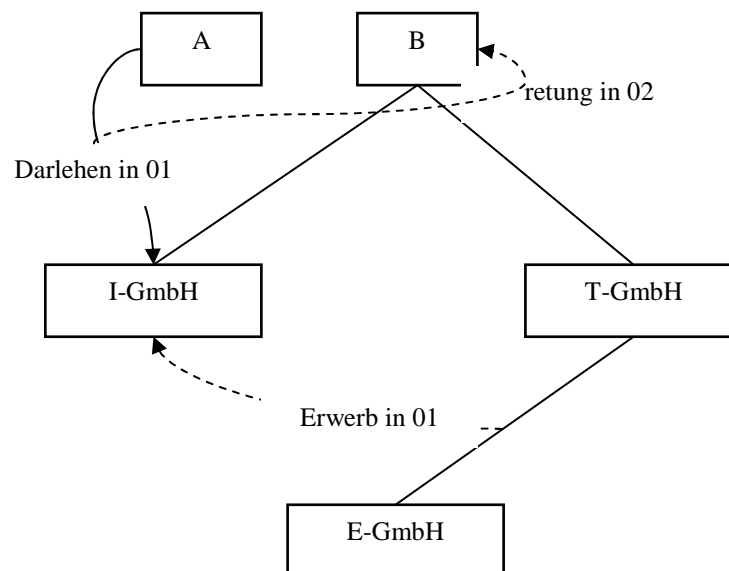 A
B
retung in 02
Darlehen in 01
I-GmbH
T-GmbH
Erwerb in 01
E-GmbH